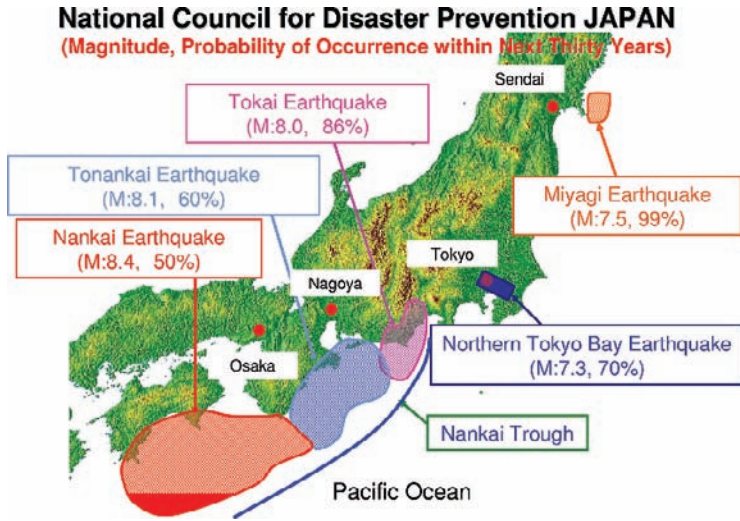 National Council for Disaster Prevention JAPAN
(Magnitude, Probability of Occurrence within Next Thirty Years)
Sendai
Tokai Earthquake
(M:8.0, 86%)
Tonankai Earthquake
(M:8.1, 60%)
Miyagi Earthquake
(M:7.5, 99%)
Nankai Earthquake
(M:8.4, 50%)
Tokyo
Nagoya
Osaka
Northern Tokyo Bay Earthquake
(M:7.3, 70%)
Nankai Trough
Pacific Ocean